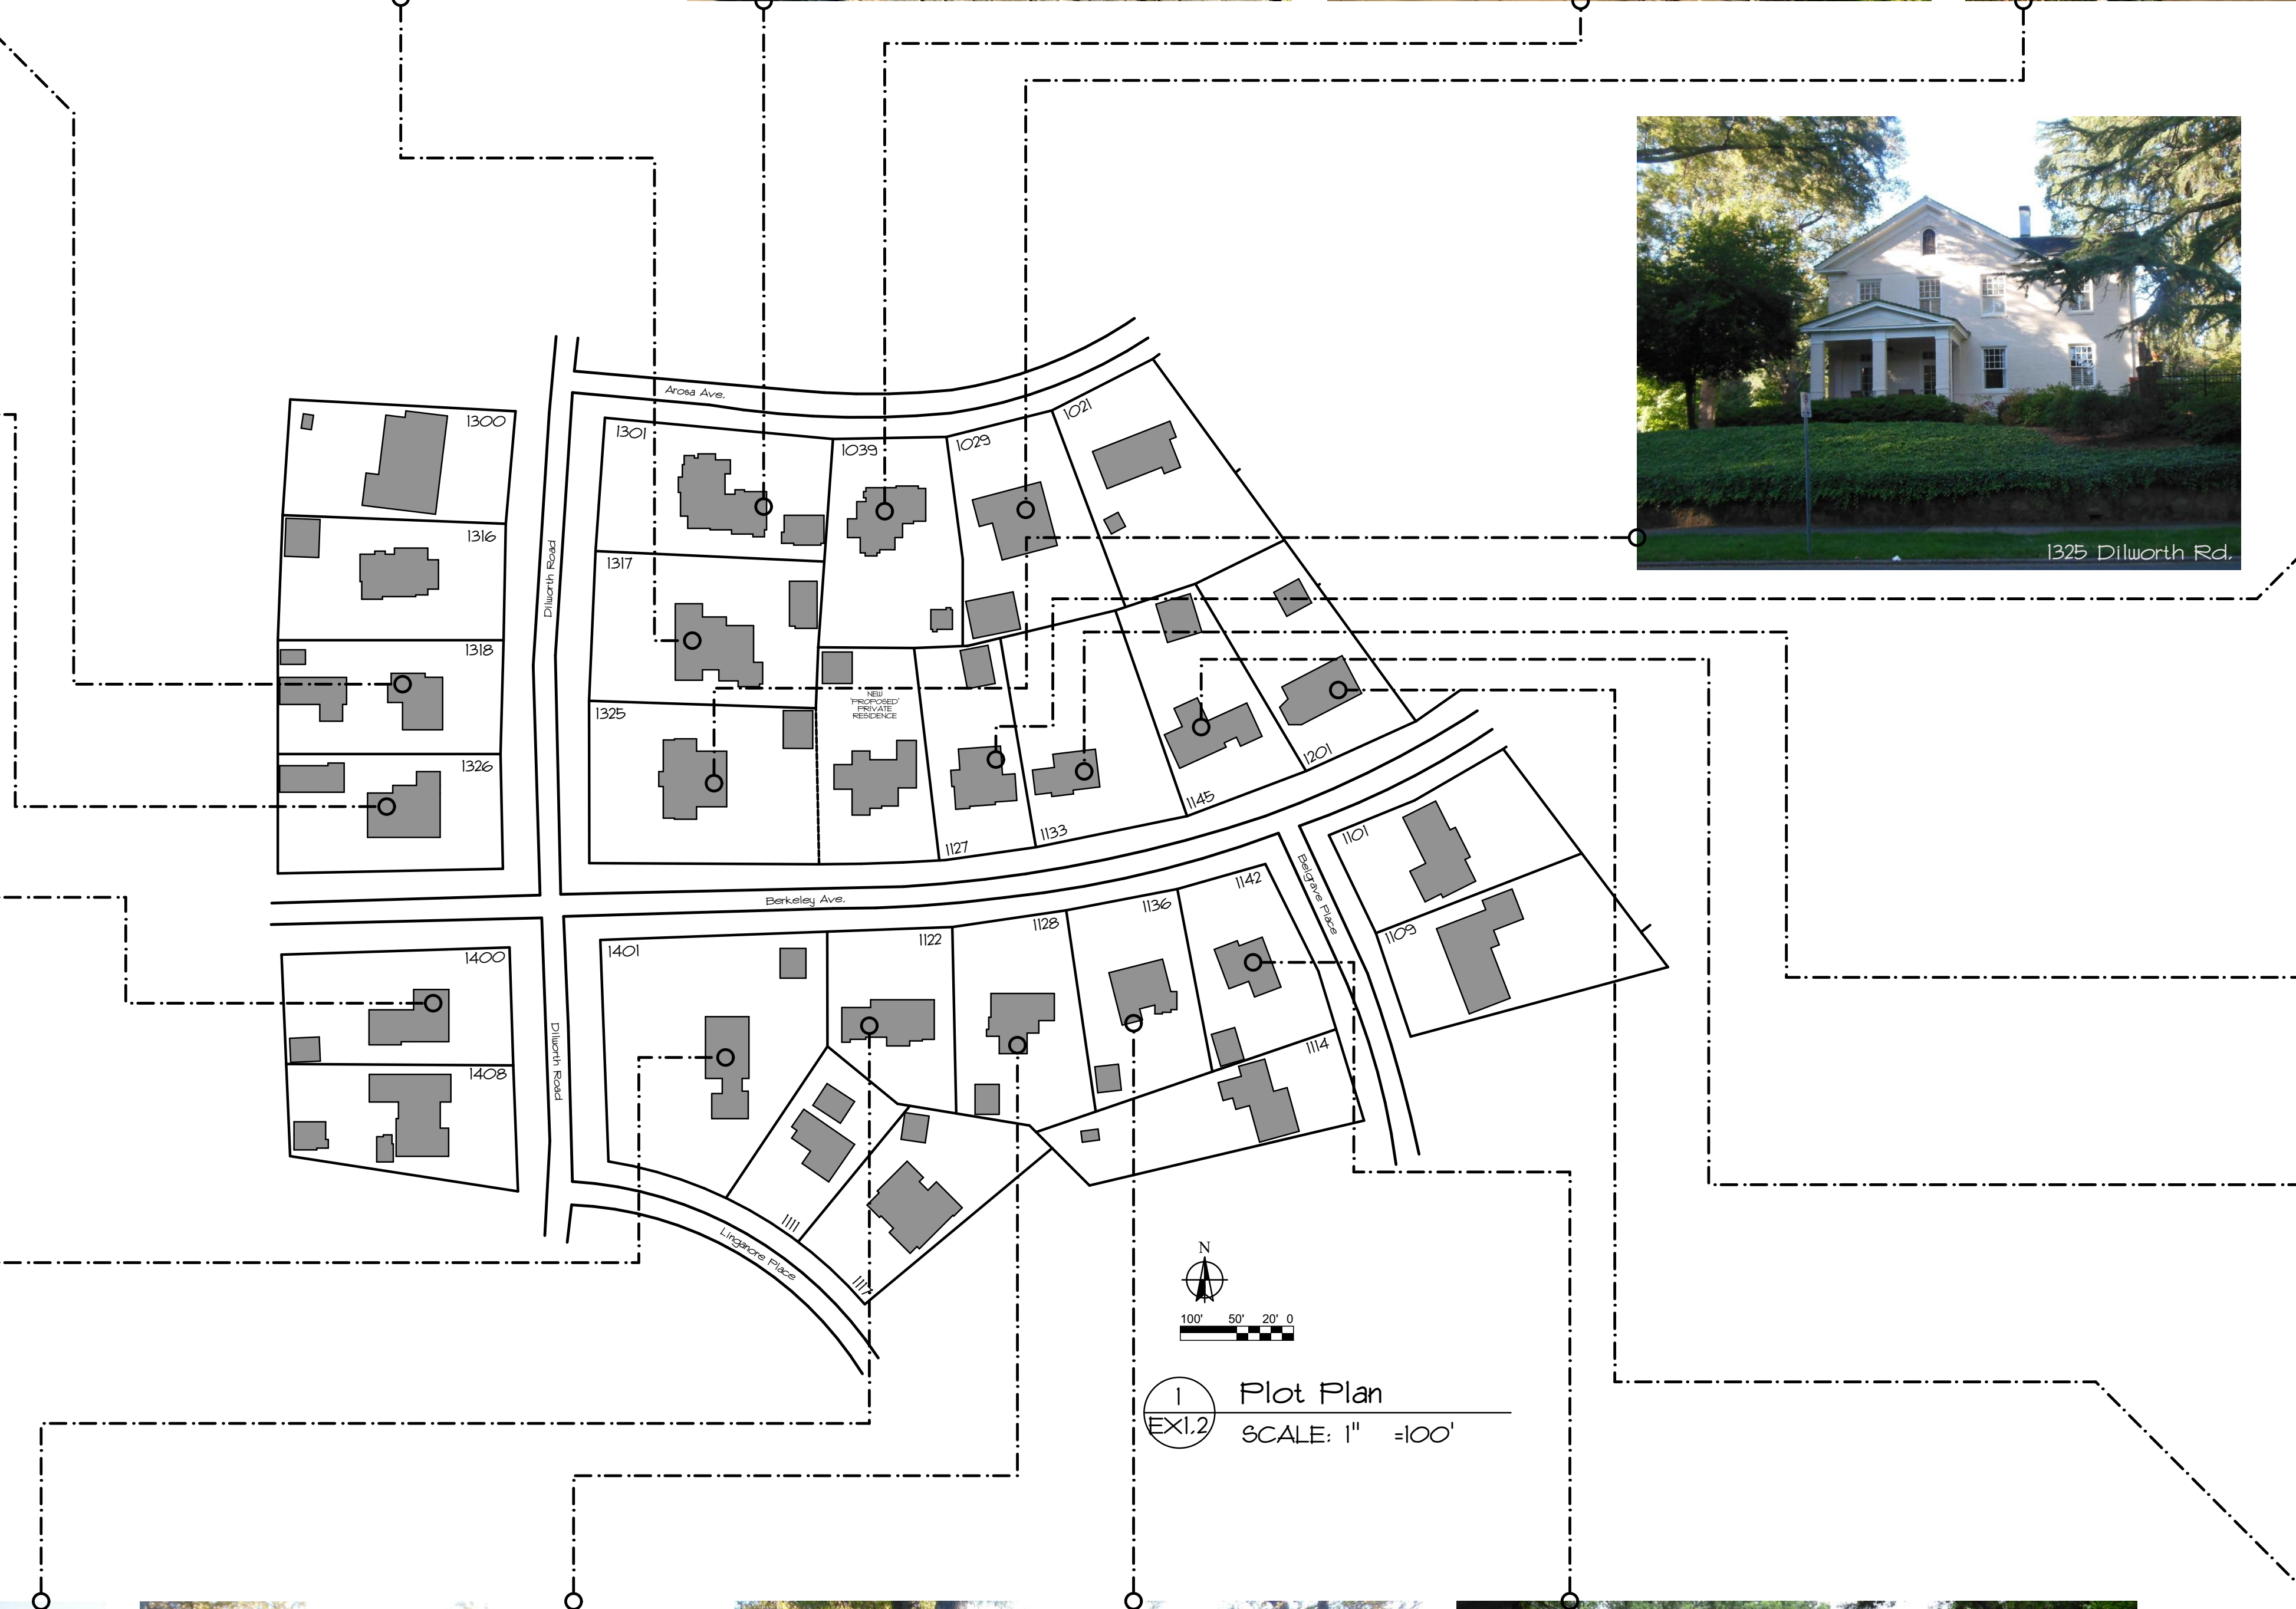 1325 Dilworth Rd.
Arosa Ave.
1300
1301
1039
1029
1021
1316
1317
Dilworth Road
1318
1325
NEW
'PROPOSED'
PRIVATE
RESIDENCE
1326
1127
1133
1145
1201
Berkeley Ave.
Belgrave Place
1101
1109
1400
1401
1122
1128
1136
1142
1408
Dilworth Road
1114
1111
1117
Linganore Place
N
100' 50' 20' 0
1
EX1.2
Plot Plan
SCALE: 1" =100'